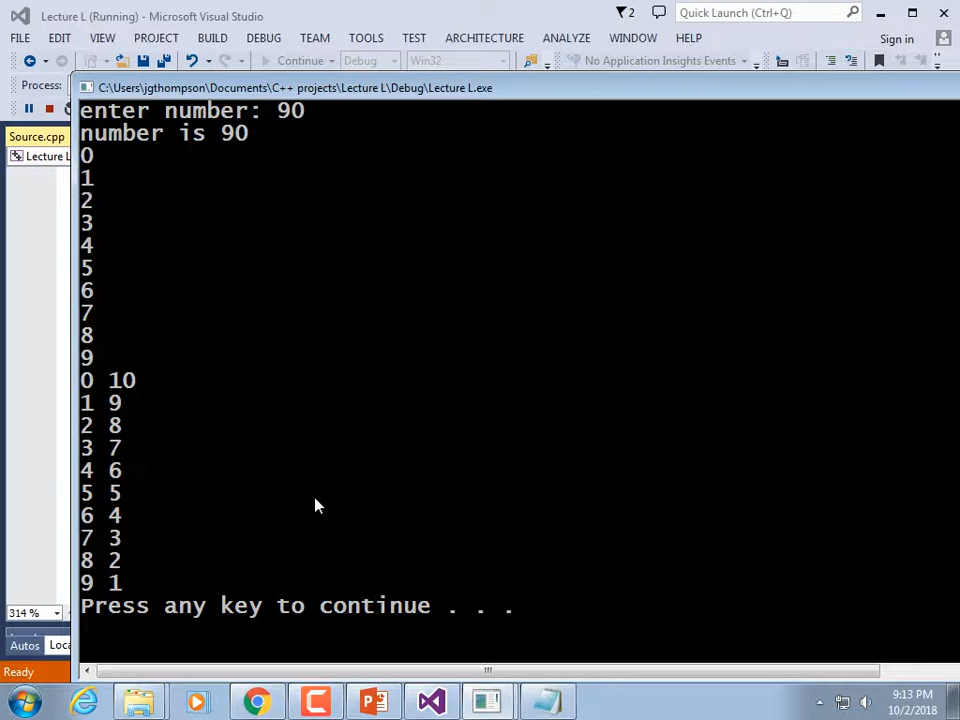 Lecture L (Running) - Microsoft Visual Studio
2
Quick Launch (Ctrl+Q)
FILE EDIT VIEW PROJECT BUILD DEBUG TEAM TOOLS TEST ARCHITECTURE ANALYZE WINDOW HELP
Sign in
Continue Debug Win32 No Application Insights Events
Process:
C:\Users\jgthompson\Documents\C++ projects\Lecture L\Debug\Lecture L.exe
Source.cpp
Lecture L
enter number: 90
number is 90
0
1
2
3
4
5
6
7
8
9
0 10
1 9
2 8
3 7
4 6
5 5
6 4
7 3
8 2
9 1
Press any key to continue . . .
314 %
Autos
Ready
9:13 PM
10/2/2018